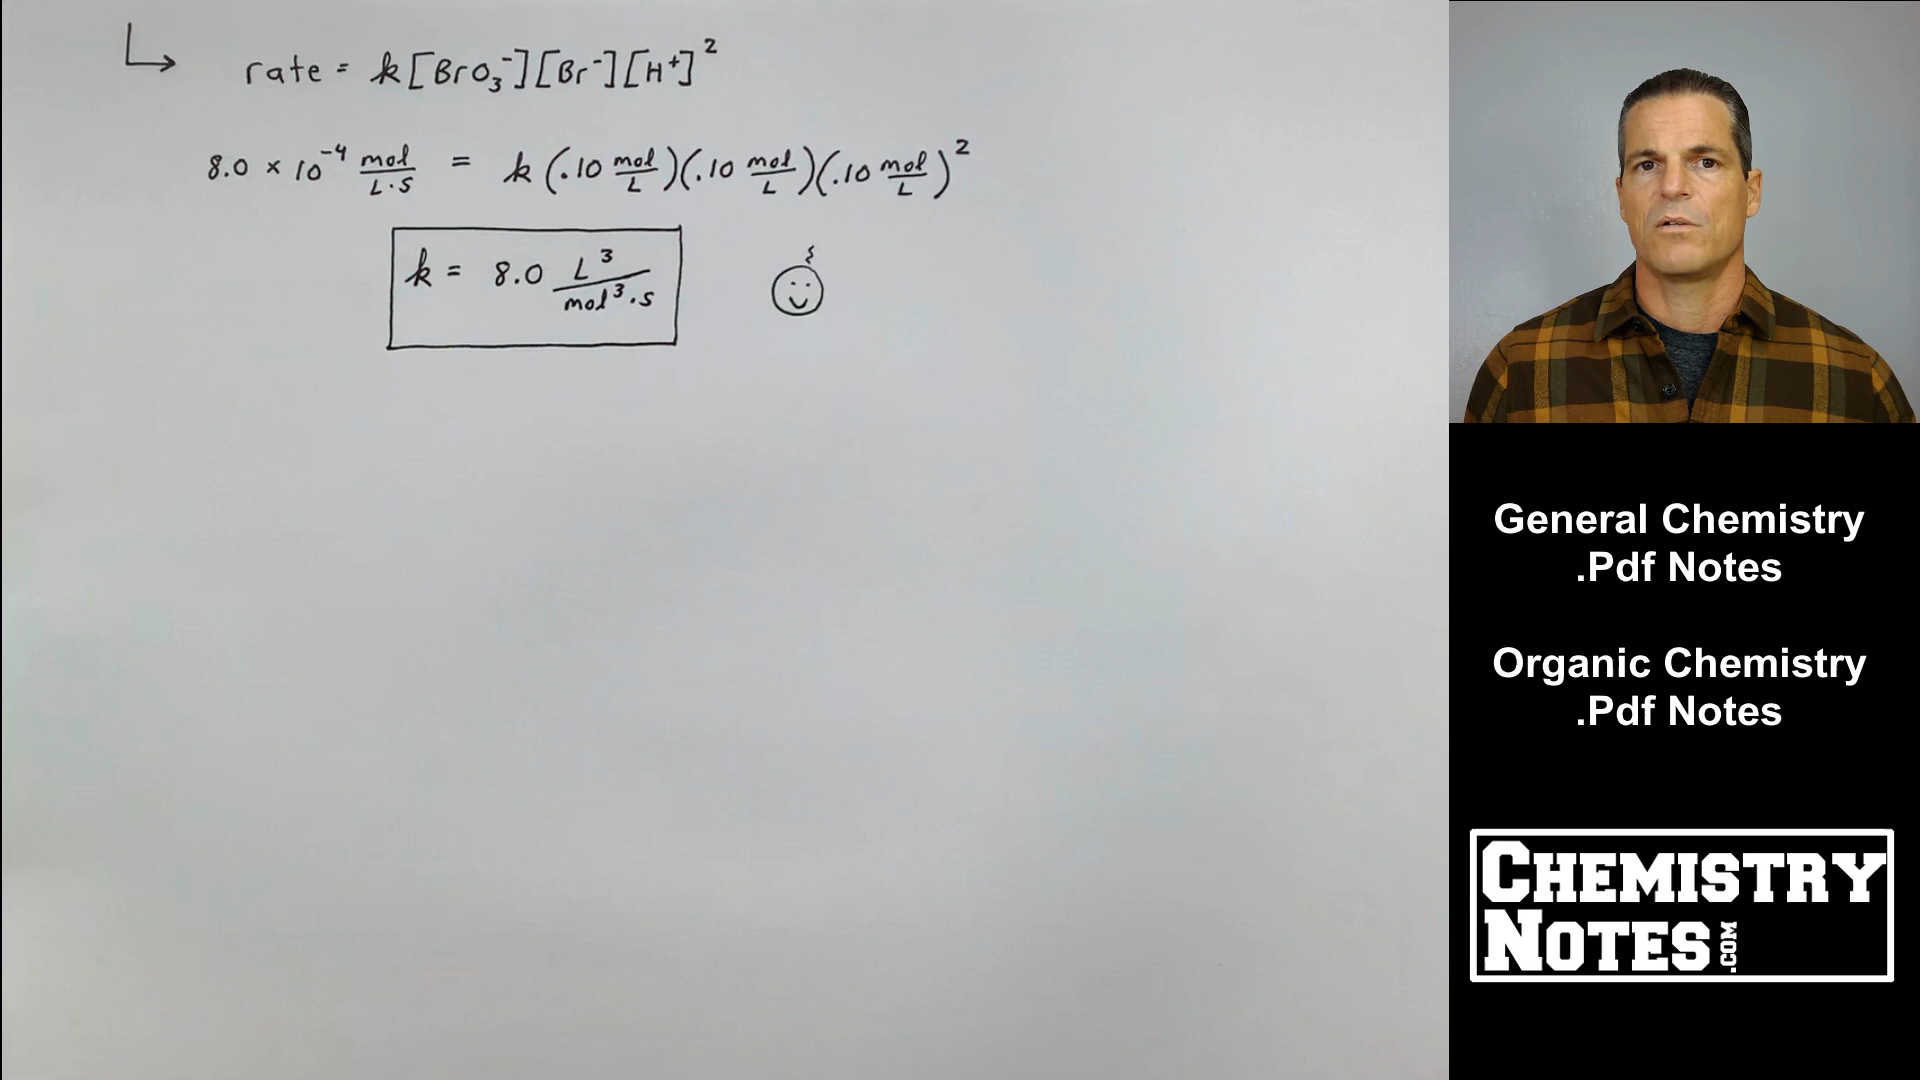 rate = k[BrO₃⁻][Br⁻][H⁺]²
8.0 × 10⁻⁴ mol/L·s = k(.10 mol/L)(.10 mol/L)(.10 mol/L)²
k = 8.0 L³/mol³·s
General Chemistry
.Pdf Notes
Organic Chemistry
.Pdf Notes
CHEMISTRY
NOTES.COM